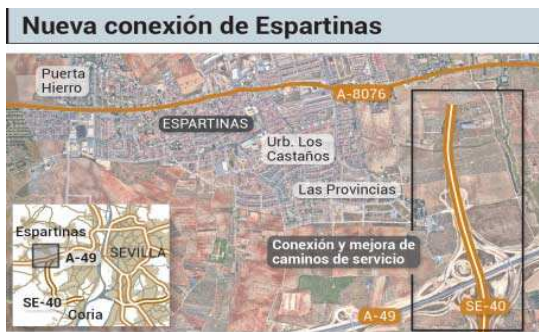 Nueva conexión de Espartinas
Puerta
Hierro
A-8076
ESPARTINAS
Urb. Los
Castaños
Las Provincias
Conexión y mejora de
caminos de servicio
A-49
SE-40
Espartinas
A-49
SEVILLA
SE-40
Coria